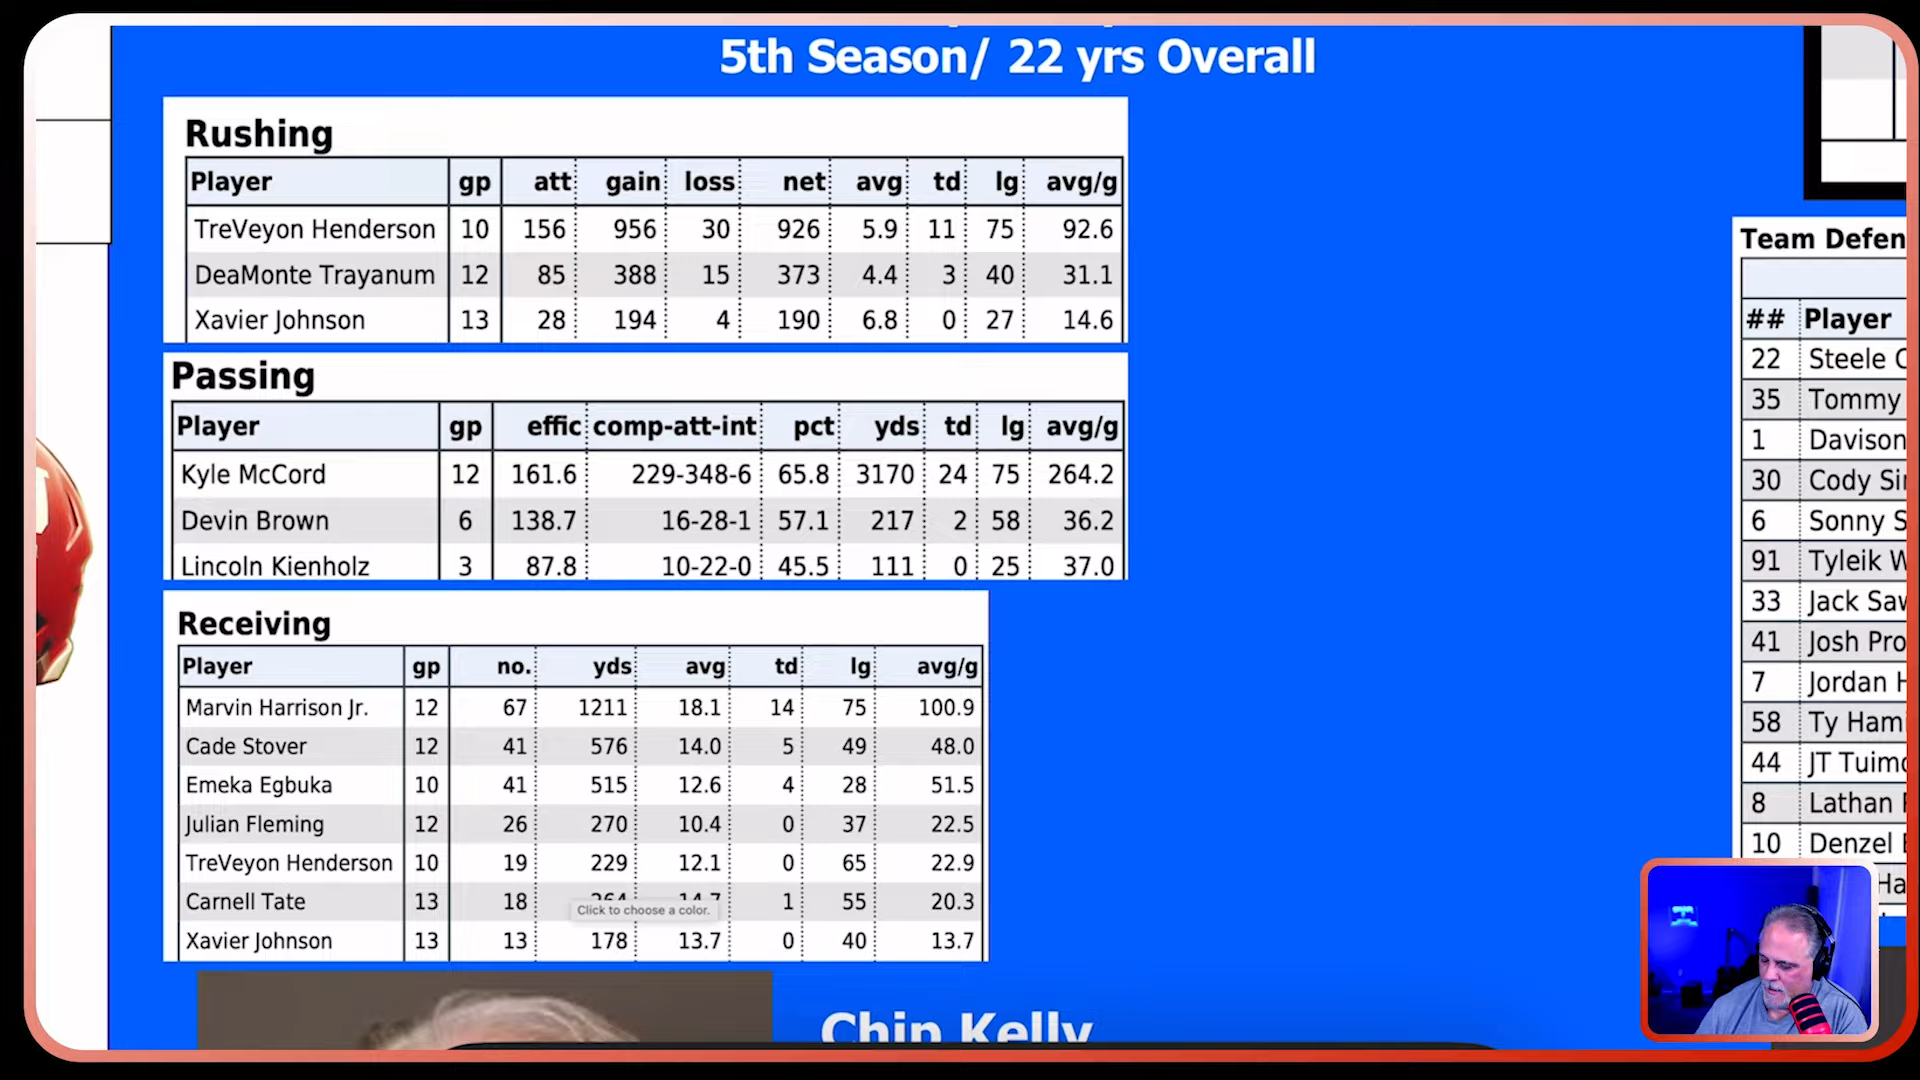 5th Season/ 22 yrs Overall
Rushing
Player gp att gain loss net avg td lg avg/g
TreVeyon Henderson 10 156 956 30 926 5.9 11 75 92.6
DeaMonte Trayanum 12 85 388 15 373 4.4 3 40 31.1
Xavier Johnson 13 28 194 4 190 6.8 0 27 14.6
Passing
Player gp effic comp-att-int pct yds td lg avg/g
Kyle McCord 12 161.6 229-348-6 65.8 3170 24 75 264.2
Devin Brown 6 138.7 16-28-1 57.1 217 2 58 36.2
Lincoln Kienholz 3 87.8 10-22-0 45.5 111 0 25 37.0
Receiving
Player gp no. yds avg td lg avg/g
Marvin Harrison Jr. 12 67 1211 18.1 14 75 100.9
Cade Stover 12 41 576 14.0 5 49 48.0
Emeka Egbuka 10 41 515 12.6 4 28 51.5
Julian Fleming 12 26 270 10.4 0 37 22.5
TreVeyon Henderson 10 19 229 12.1 0 65 22.9
Carnell Tate 13 18 264 14.7 1 55 20.3
Click to choose a color.
Xavier Johnson 13 13 178 13.7 0 40 13.7
Chip Kelly
Team Defen
## Player
22 Steele
35 Tommy
1 Davison
30 Cody Si
6 Sonny S
91 Tyleik W
33 Jack Saw
41 Josh Pro
7 Jordan H
58 Ty Ham
44 JT Tuimo
8 Lathan
10 Denzel
Ha